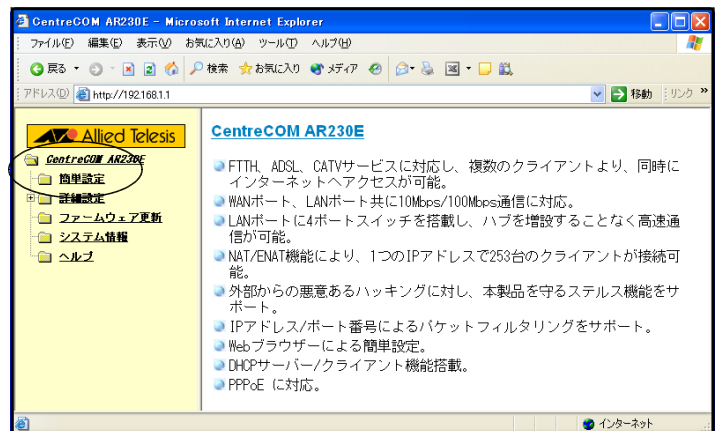 CentreCOM AR230E - Microsoft Internet Explorer
ファイル(F) 編集(E) 表示(V) お気に入り(A) ツール(T) ヘルプ(H)
戻る 検索 お気に入り メディア
アドレス(D) http://192.168.1.1 移動 リンク »
Allied Telesis
CentreCOM AR230E
簡単設定
詳細設定
ファームウェア更新
システム情報
ヘルプ
CentreCOM AR230E
FTTH、ADSL、CATVサービスに対応し、複数のクライアントより、同時に
インターネットへアクセスが可能。
WANポート、LANポート共に10Mbps/100Mbps通信に対応。
LANポートに4ポートスイッチを搭載し、ハブを増設することなく高速通
信が可能。
NAT/ENAT機能により、1つのIPアドレスで253台のクライアントが接続可
能。
外部からの悪意あるハッキングに対し、本製品を守るステルス機能をサ
ポート。
IPアドレス/ポート番号によるパケットフィルタリングをサポート。
Webブラウザーによる簡単設定。
DHCPサーバー/クライアント機能搭載。
PPPoE に対応。
インターネット